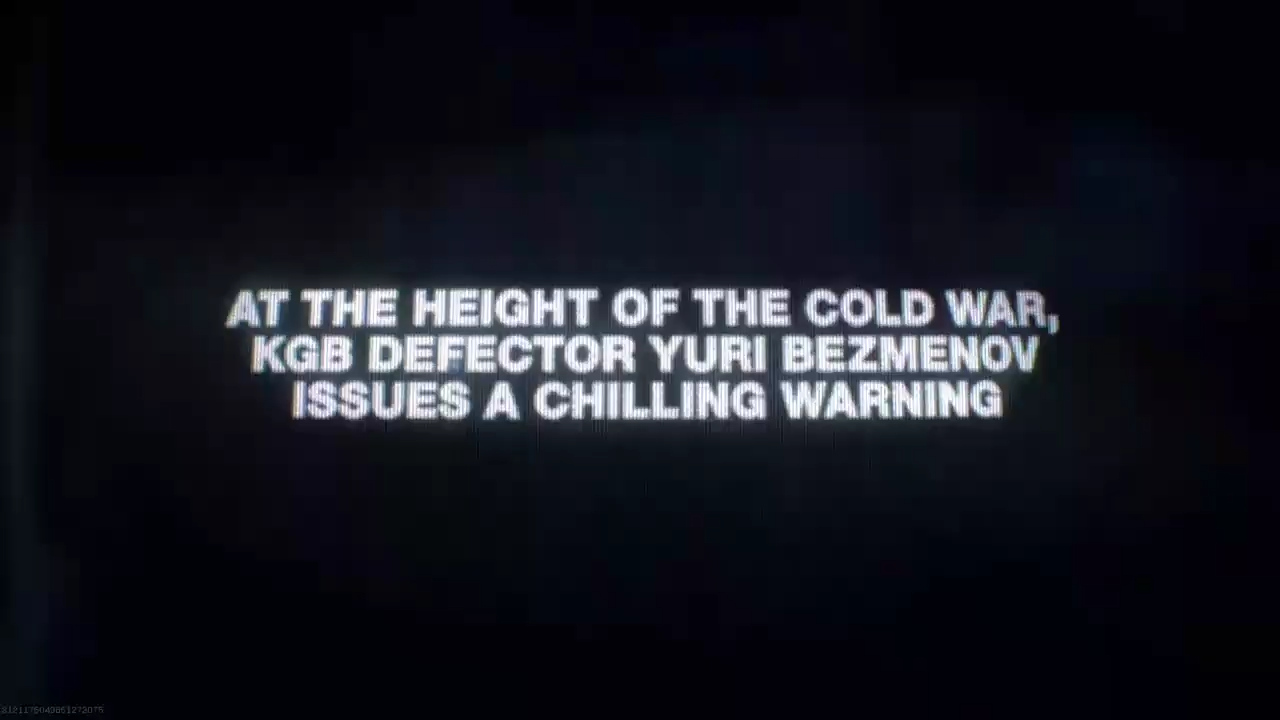 AT THE HEIGHT OF THE COLD WAR,
KGB DEFECTOR YURI BEZMENOV
ISSUES A CHILLING WARNING